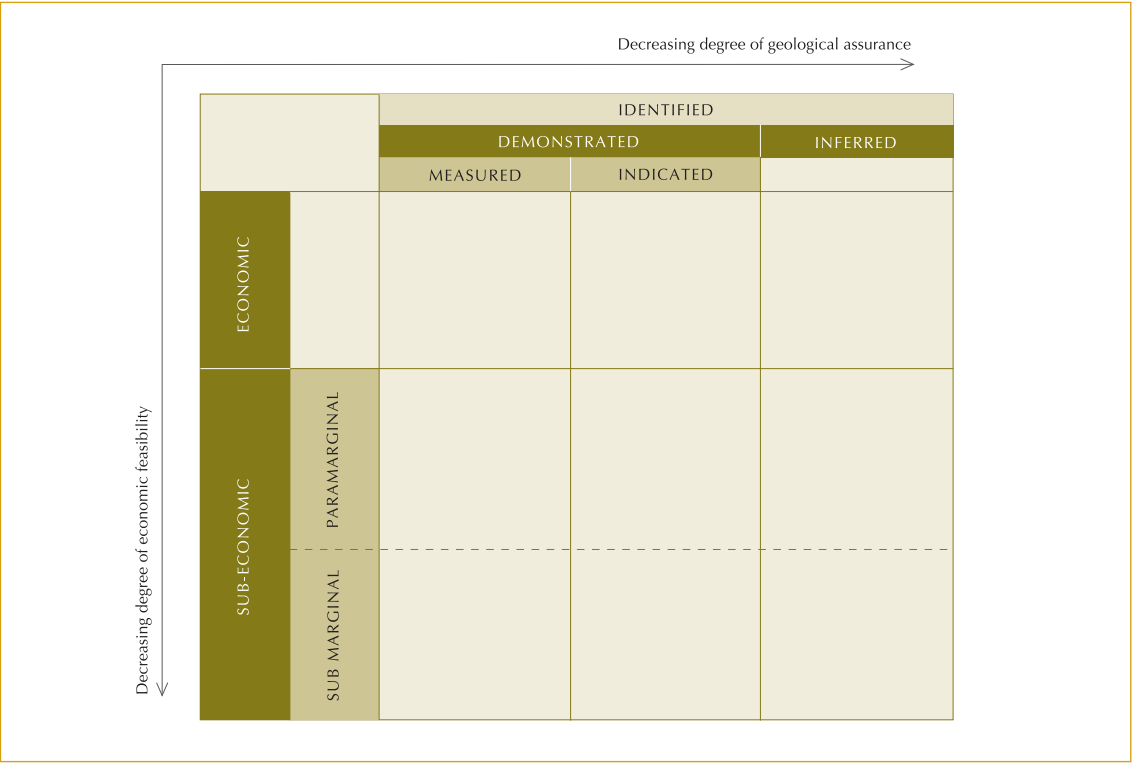 Decreasing degree of geological assurance
IDENTIFIED
DEMONSTRATED
INFERRED
MEASURED
INDICATED
ECONOMIC
Decreasing degree of economic feasibility
SUB-ECONOMIC
PARAMARGINAL
SUB MARGINAL